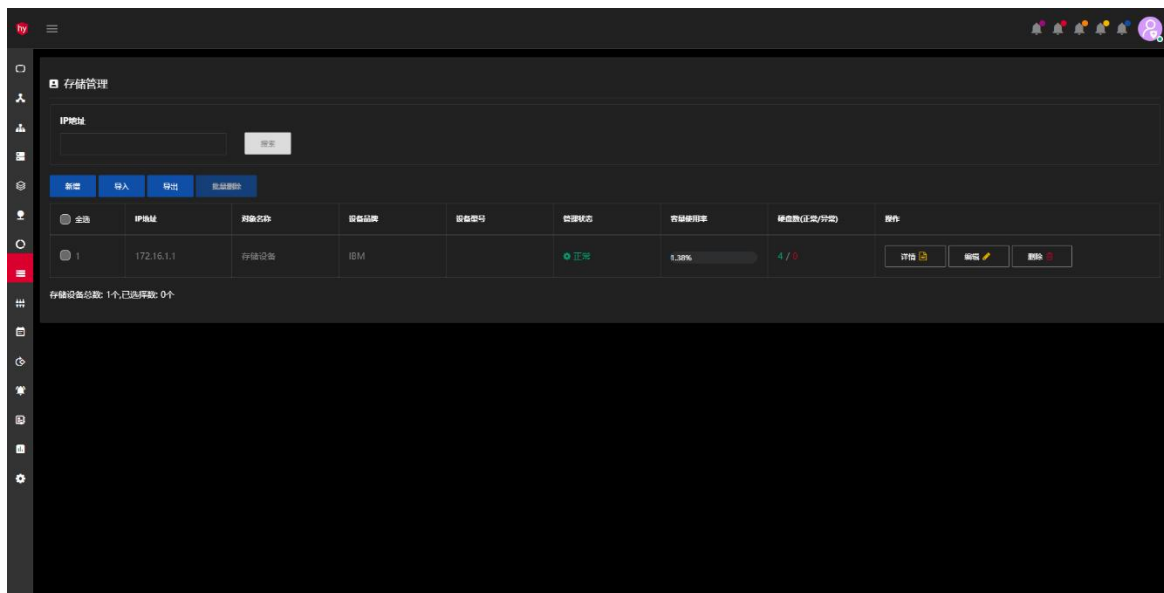 hy
存储管理
IP地址
搜索
新增 导入 导出 批量删除
全选 IP地址 对象名称 设备品牌 设备型号 管理状态 容量使用率 硬盘数(正常/异常) 操作
1 172.16.1.1 存储设备 IBM 正常 4 / 0 详情 编辑 删除
存储设备总数: 1个,已选择数: 0个